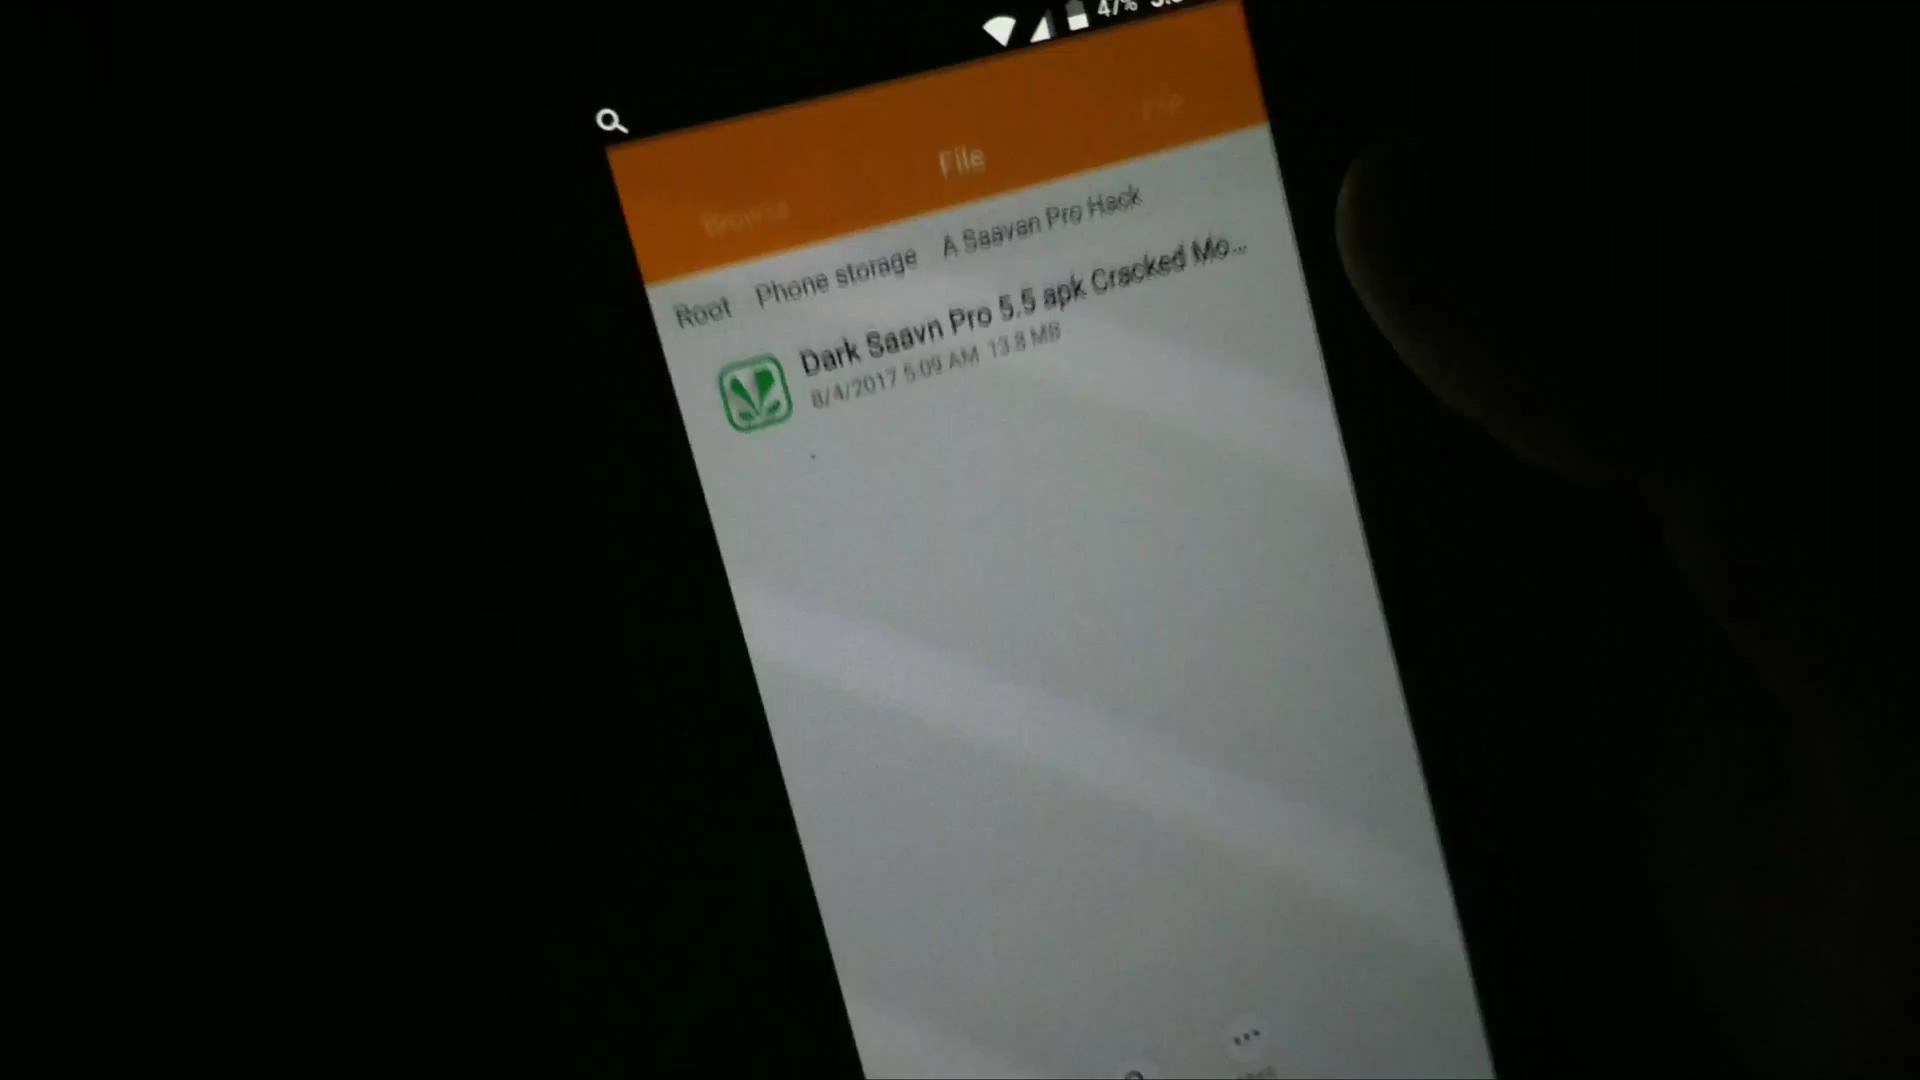 47%
File
Browse
Root Phone storage A Saavan Pro Hack
Dark Saavn Pro 5.5 apk Cracked Mo...
8/4/2017 5:09 AM 13.8 MB